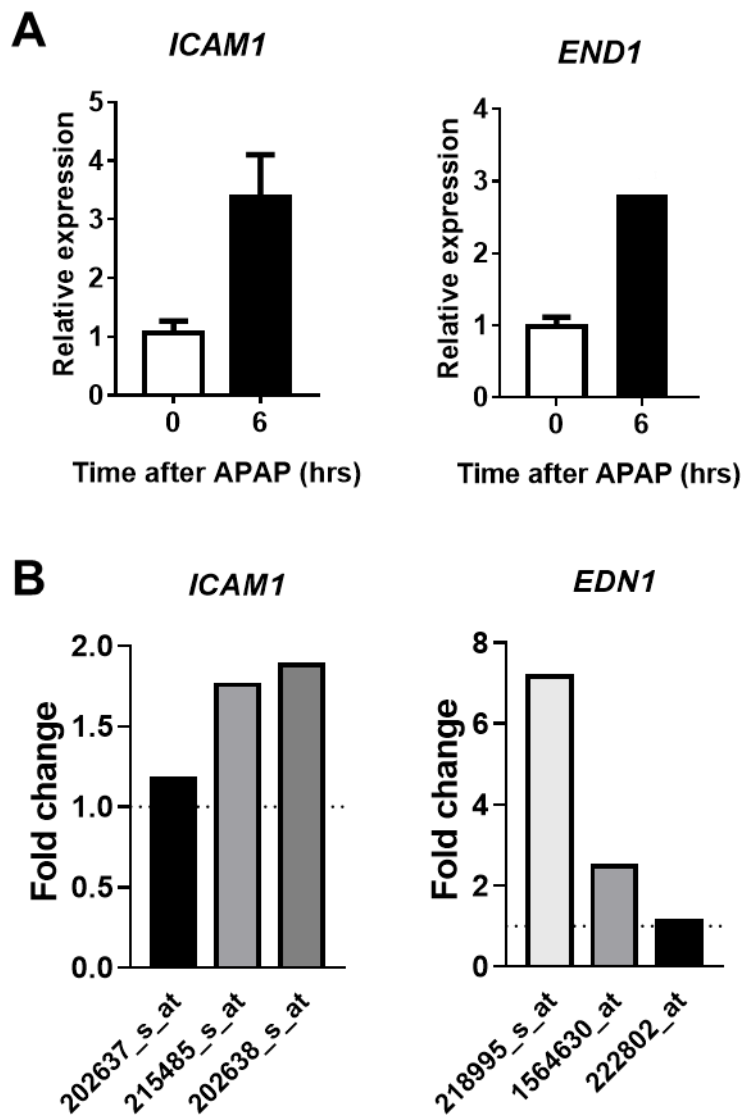 A
ICAM1
END1
Relative expression
5
4
3
2
1
0
0
6
Time after APAP (hrs)
Relative expression
4
3
2
1
0
0
6
Time after APAP (hrs)
B
ICAM1
EDN1
Fold change
2.0
1.5
1.0
0.5
0.0
202637_s_at
215485_s_at
202638_s_at
Fold change
8
6
4
2
0
218995_s_at
1564630_at
222802_at